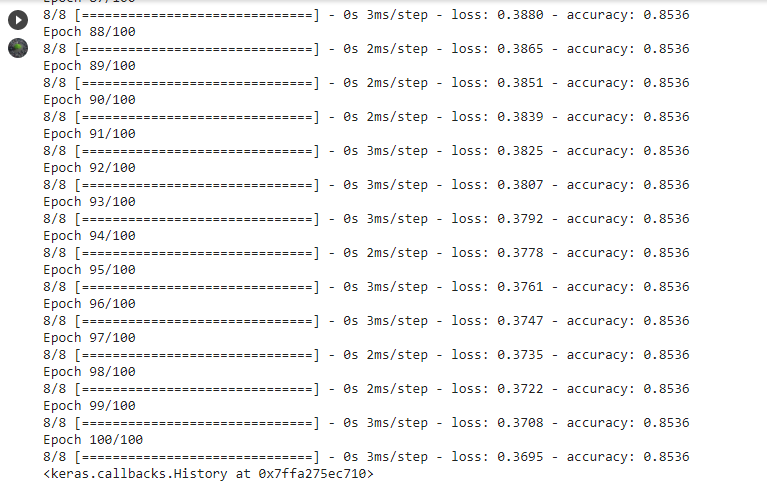 Epoch 87/100
8/8 [==============================] - 0s 3ms/step - loss: 0.3880 - accuracy: 0.8536
Epoch 88/100
8/8 [==============================] - 0s 2ms/step - loss: 0.3865 - accuracy: 0.8536
Epoch 89/100
8/8 [==============================] - 0s 2ms/step - loss: 0.3851 - accuracy: 0.8536
Epoch 90/100
8/8 [==============================] - 0s 2ms/step - loss: 0.3839 - accuracy: 0.8536
Epoch 91/100
8/8 [==============================] - 0s 3ms/step - loss: 0.3825 - accuracy: 0.8536
Epoch 92/100
8/8 [==============================] - 0s 3ms/step - loss: 0.3807 - accuracy: 0.8536
Epoch 93/100
8/8 [==============================] - 0s 3ms/step - loss: 0.3792 - accuracy: 0.8536
Epoch 94/100
8/8 [==============================] - 0s 2ms/step - loss: 0.3778 - accuracy: 0.8536
Epoch 95/100
8/8 [==============================] - 0s 3ms/step - loss: 0.3761 - accuracy: 0.8536
Epoch 96/100
8/8 [==============================] - 0s 3ms/step - loss: 0.3747 - accuracy: 0.8536
Epoch 97/100
8/8 [==============================] - 0s 2ms/step - loss: 0.3735 - accuracy: 0.8536
Epoch 98/100
8/8 [==============================] - 0s 2ms/step - loss: 0.3722 - accuracy: 0.8536
Epoch 99/100
8/8 [==============================] - 0s 3ms/step - loss: 0.3708 - accuracy: 0.8536
Epoch 100/100
8/8 [==============================] - 0s 3ms/step - loss: 0.3695 - accuracy: 0.8536
<keras.callbacks.History at 0x7ffa275ec710>